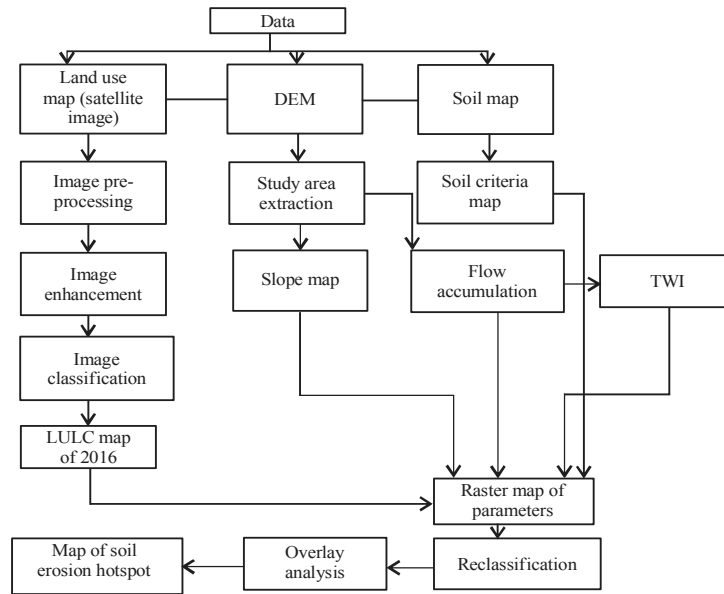 Data
Land use
map (satellite
image)
DEM
Soil map
Image pre-
processing
Study area
extraction
Soil criteria
map
Image
enhancement
Slope map
Flow
accumulation
TWI
Image
classification
LULC map
of 2016
Raster map of
parameters
Map of soil
erosion hotspot
Overlay
analysis
Reclassification